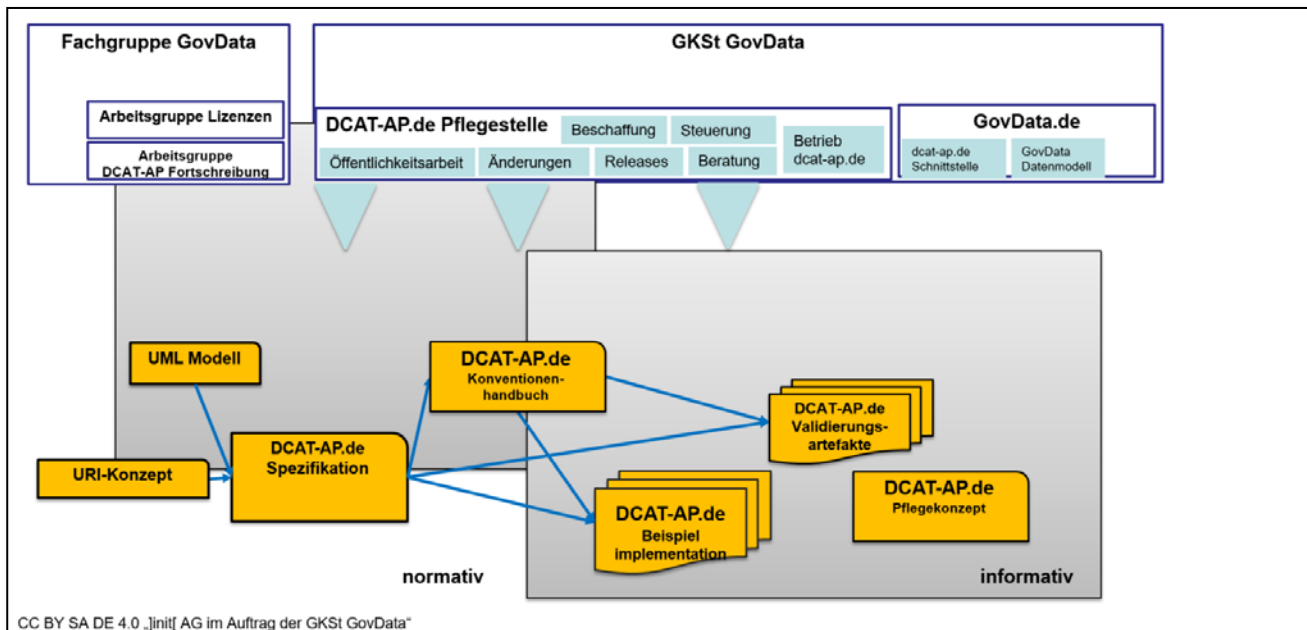 Fachgruppe GovData
Arbeitsgruppe Lizenzen
Arbeitsgruppe
DCAT-AP Fortschreibung
GKSt GovData
DCAT-AP.de Pflegestelle
Beschaffung
Steuerung
Betrieb
dcat-ap.de
Öffentlichkeitsarbeit
Änderungen
Releases
Beratung
GovData.de
dcat-ap.de
Schnittstelle
GovData
Datenmodell
UML Modell
URI-Konzept
DCAT-AP.de
Spezifikation
DCAT-AP.de
Konventionen-
handbuch
DCAT-AP.de
Validierungs-
artefakte
DCAT-AP.de
Beispiel
implementation
DCAT-AP.de
Pflegekonzept
normativ
informativ
CC BY SA DE 4.0 „]init[ AG im Auftrag der GKSt GovData“